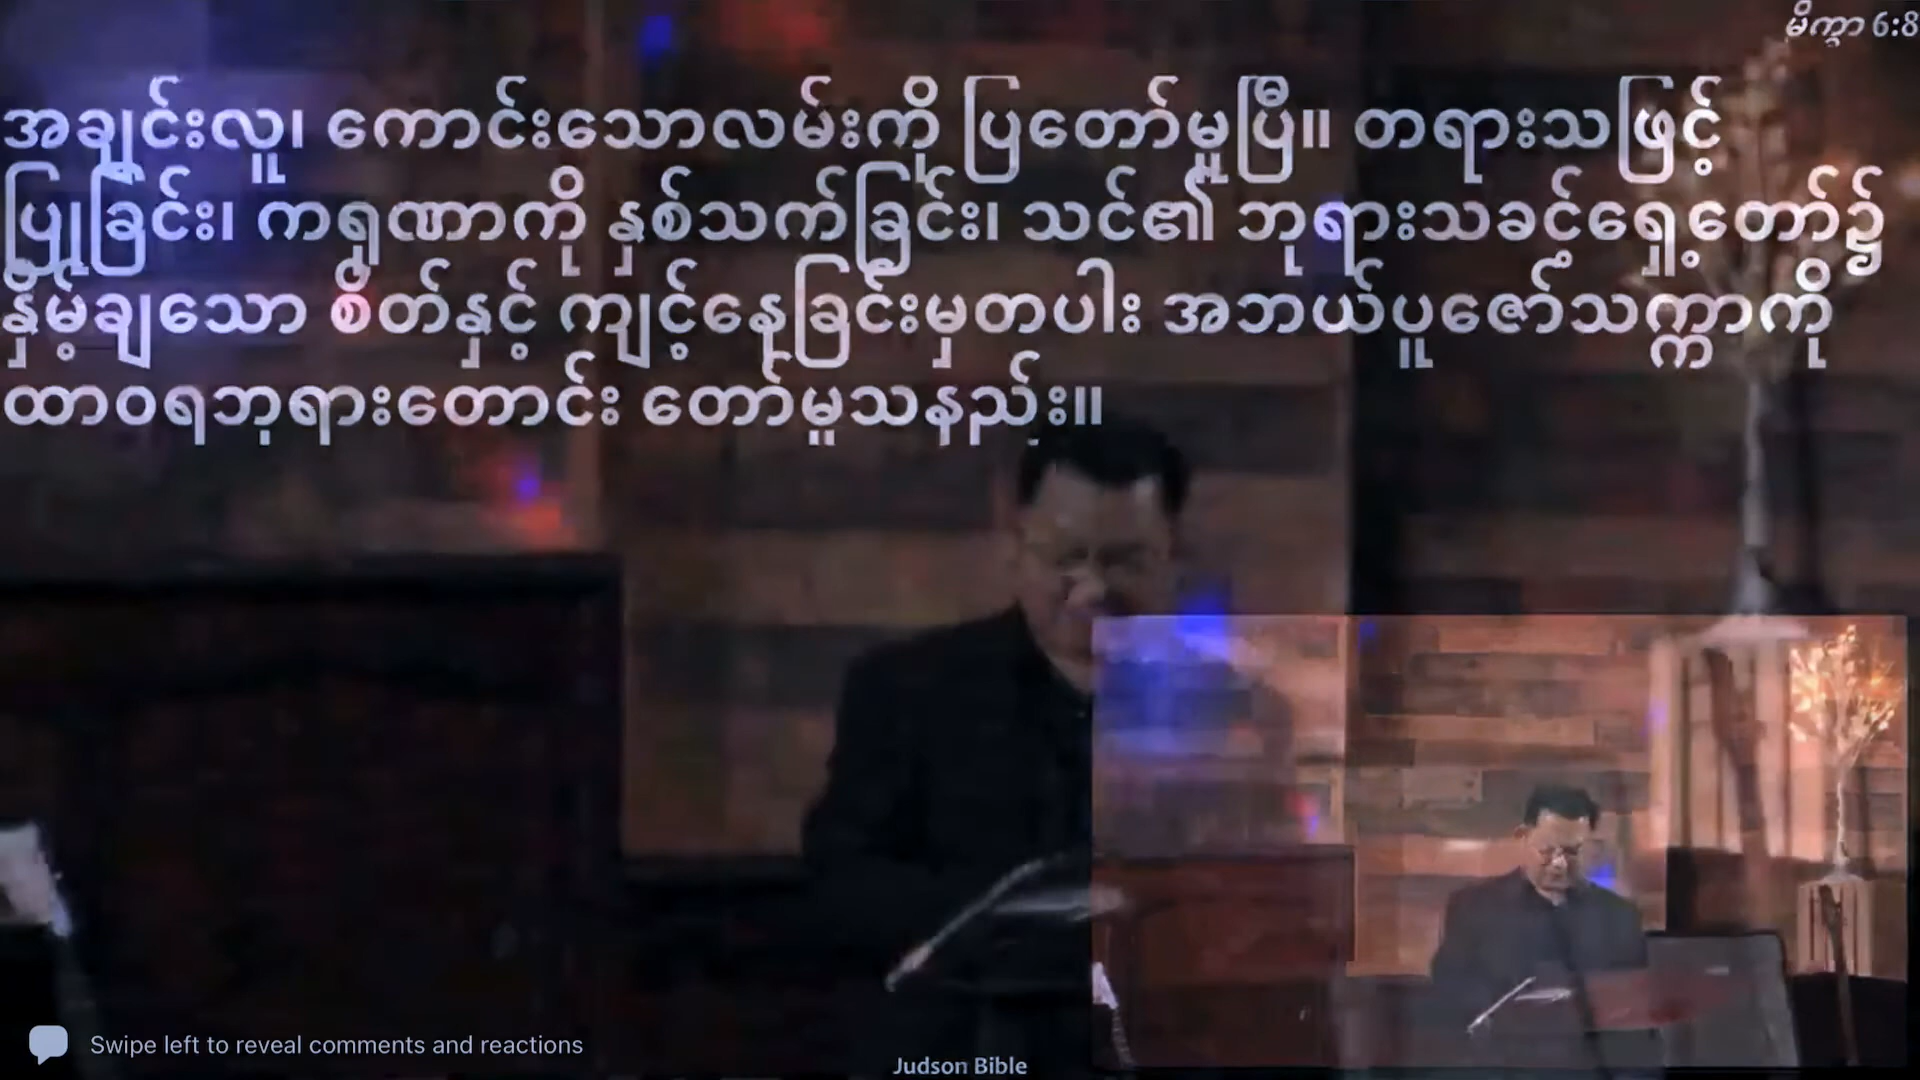 မိက္ခာ 6:8
အချင်းလူ၊ ကောင်းသောလမ်းကို ပြတော်မူပြီ။ တရားသဖြင့်
ပြုခြင်း၊ ကရုဏာကို နှစ်သက်ခြင်း၊ သင်၏ ဘုရားသခင့်ရှေ့တော်၌
နှိမ့်ချသော စိတ်နှင့် ကျင့်နေခြင်းမှတပါး အဘယ်ပူဇော်သက္ကာကို
ထာဝရဘုရားတောင်း တော်မူသနည်း။
Swipe left to reveal comments and reactions
Judson Bible